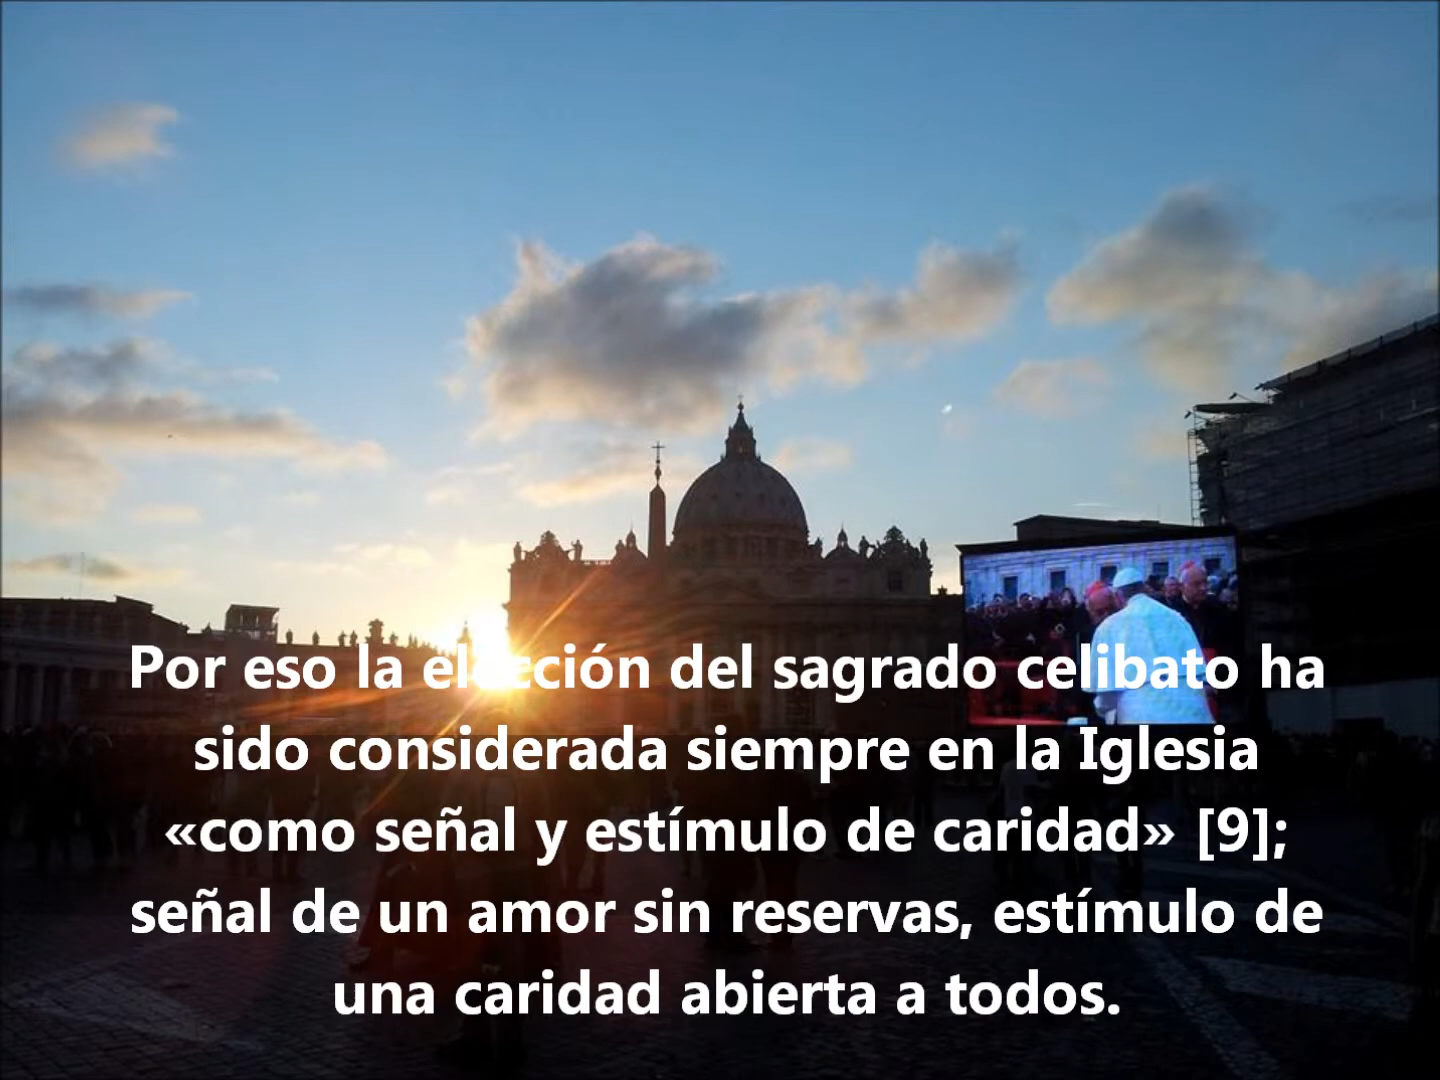 Por eso la elección del sagrado celibato ha
sido considerada siempre en la Iglesia
«como señal y estímulo de caridad» [9];
señal de un amor sin reservas, estímulo de
una caridad abierta a todos.